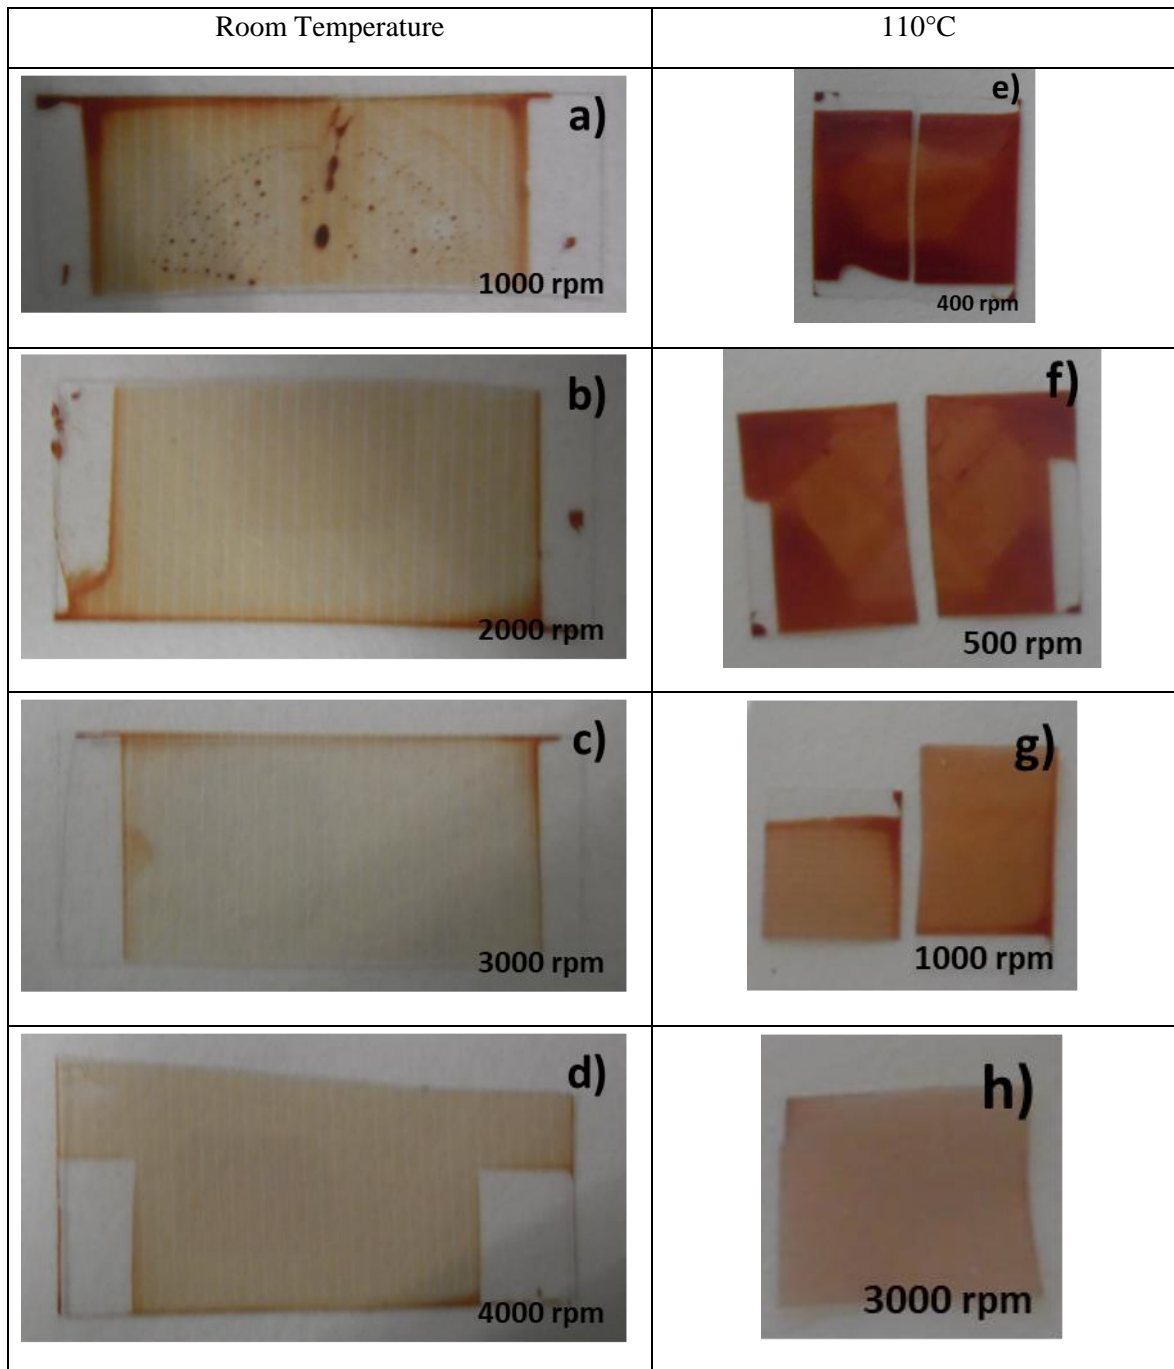 Room Temperature
110°C
a)
1000 rpm
e)
400 rpm
b)
2000 rpm
f)
500 rpm
c)
3000 rpm
g)
1000 rpm
d)
4000 rpm
h)
3000 rpm